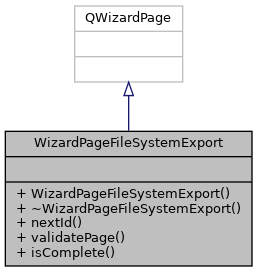 QWizardPage
WizardPageFileSystemExport
+ WizardPageFileSystemExport()
+ ~WizardPageFileSystemExport()
+ nextId()
+ validatePage()
+ isComplete()